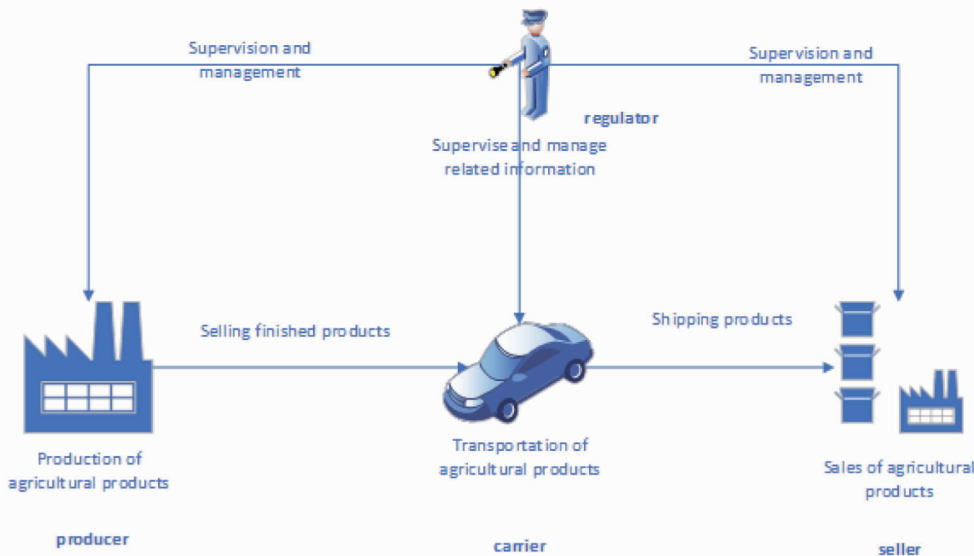 Supervision and
management
Supervision and
management
regulator
Supervise and manage
related information
Selling finished products
Shipping products
Production of
agricultural products
Transportation of
agricultural products
Sales of agricultural
products
producer
carrier
seller